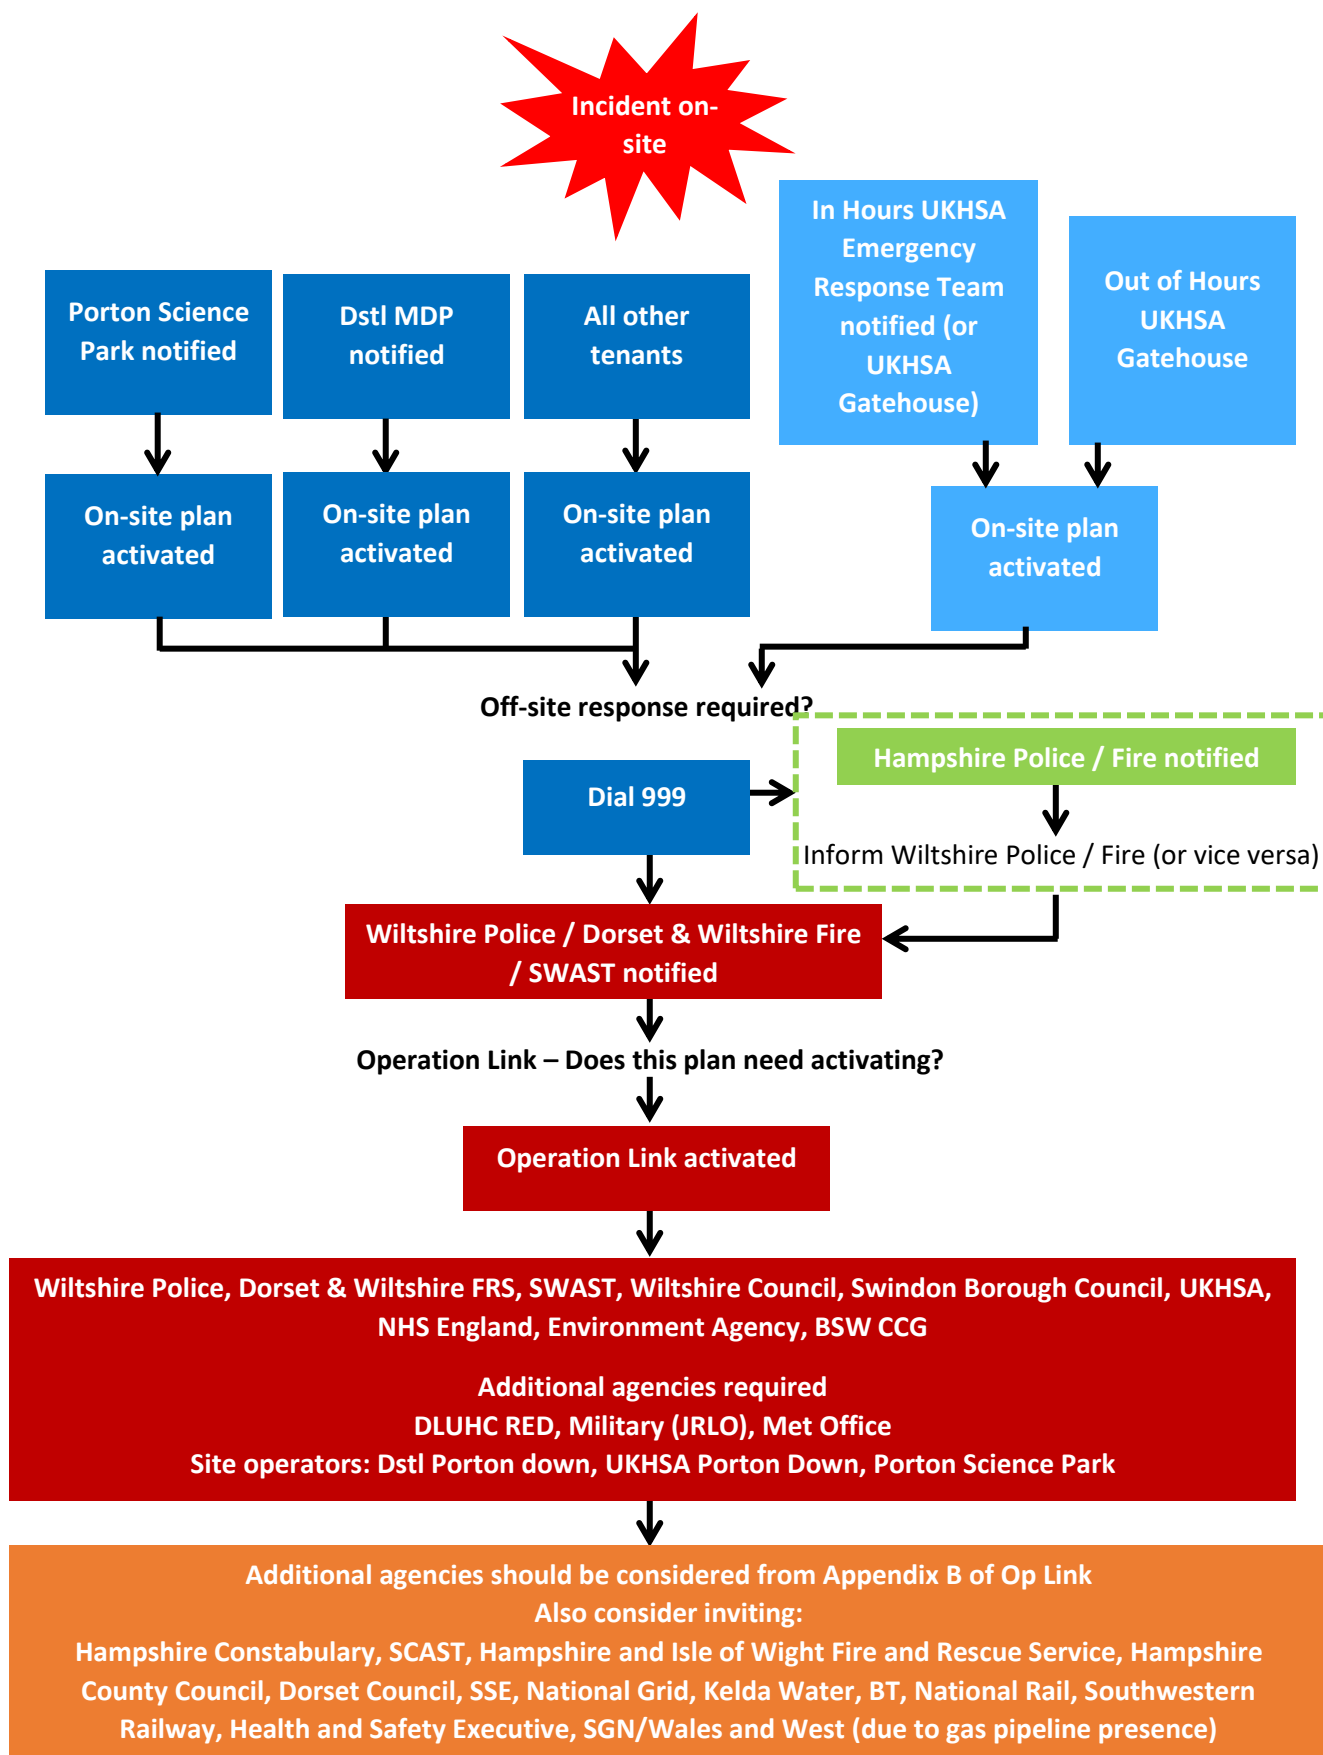 Incident on-
site
In Hours UKHSA
Emergency
Response Team
notified (or
UKHSA
Gatehouse)
Out of Hours
UKHSA
Gatehouse
Porton Science
Park notified
Dstl MDP
notified
All other
tenants
On-site plan
activated
On-site plan
activated
On-site plan
activated
On-site plan
activated
Off-site response required?
Hampshire Police / Fire notified
Dial 999
Inform Wiltshire Police / Fire (or vice versa)
Wiltshire Police / Dorset & Wiltshire Fire
/ SWAST notified
Operation Link – Does this plan need activating?
Operation Link activated
Wiltshire Police, Dorset & Wiltshire FRS, SWAST, Wiltshire Council, Swindon Borough Council, UKHSA,
NHS England, Environment Agency, BSW CCG
Additional agencies required
DLUHC RED, Military (JRLO), Met Office
Site operators: Dstl Porton down, UKHSA Porton Down, Porton Science Park
Additional agencies should be considered from Appendix B of Op Link
Also consider inviting:
Hampshire Constabulary, SCAST, Hampshire and Isle of Wight Fire and Rescue Service, Hampshire
County Council, Dorset Council, SSE, National Grid, Kelda Water, BT, National Rail, Southwestern
Railway, Health and Safety Executive, SGN/Wales and West (due to gas pipeline presence)